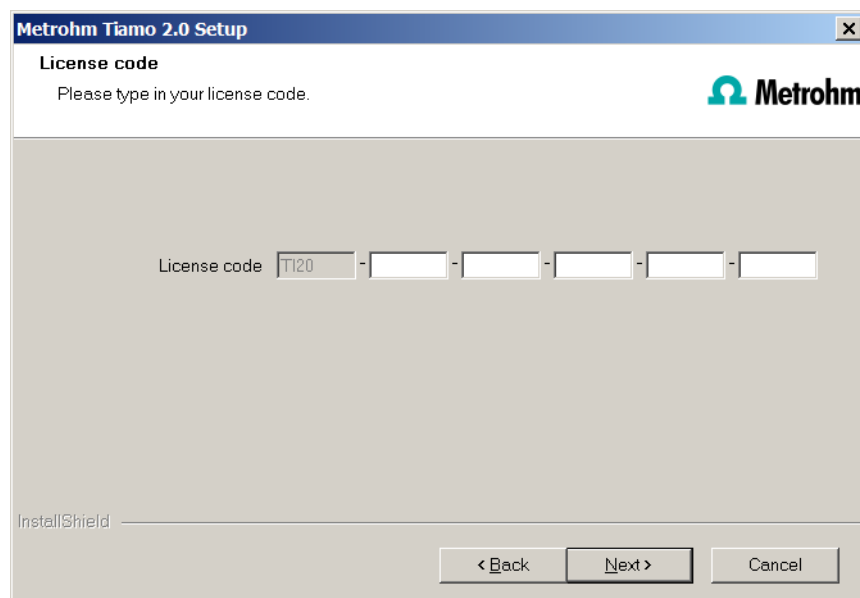 Metrohm Tiamo 2.0 Setup
License code
Please type in your license code.
Metrohm
License code TI20 - - - - -
InstallShield
< Back Next > Cancel